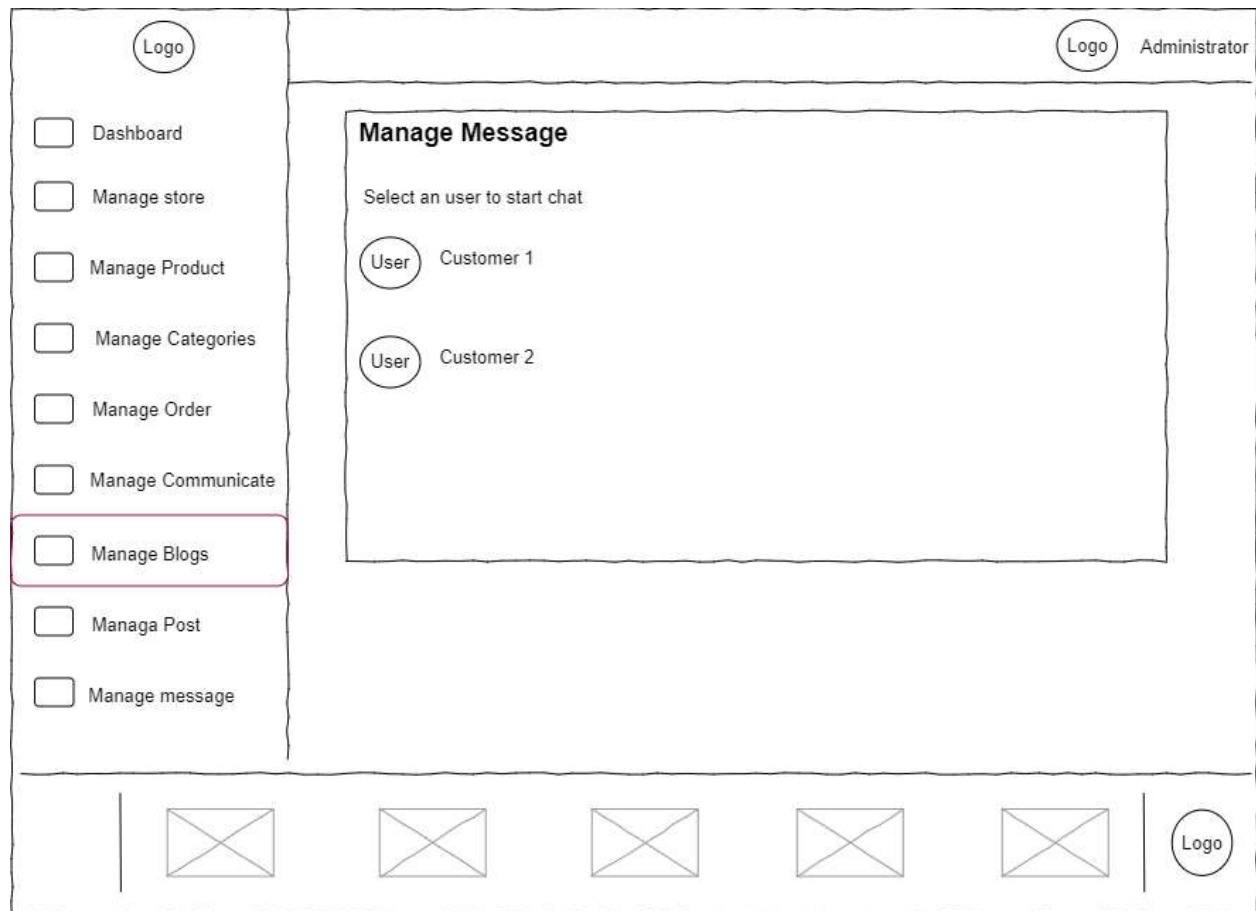 Logo
Logo
Administrator
Dashboard
Manage store
Manage Product
Manage Categories
Manage Order
Manage Communicate
Manage Blogs
Managa Post
Manage message
Manage Message
Select an user to start chat
User
Customer 1
User
Customer 2
Logo